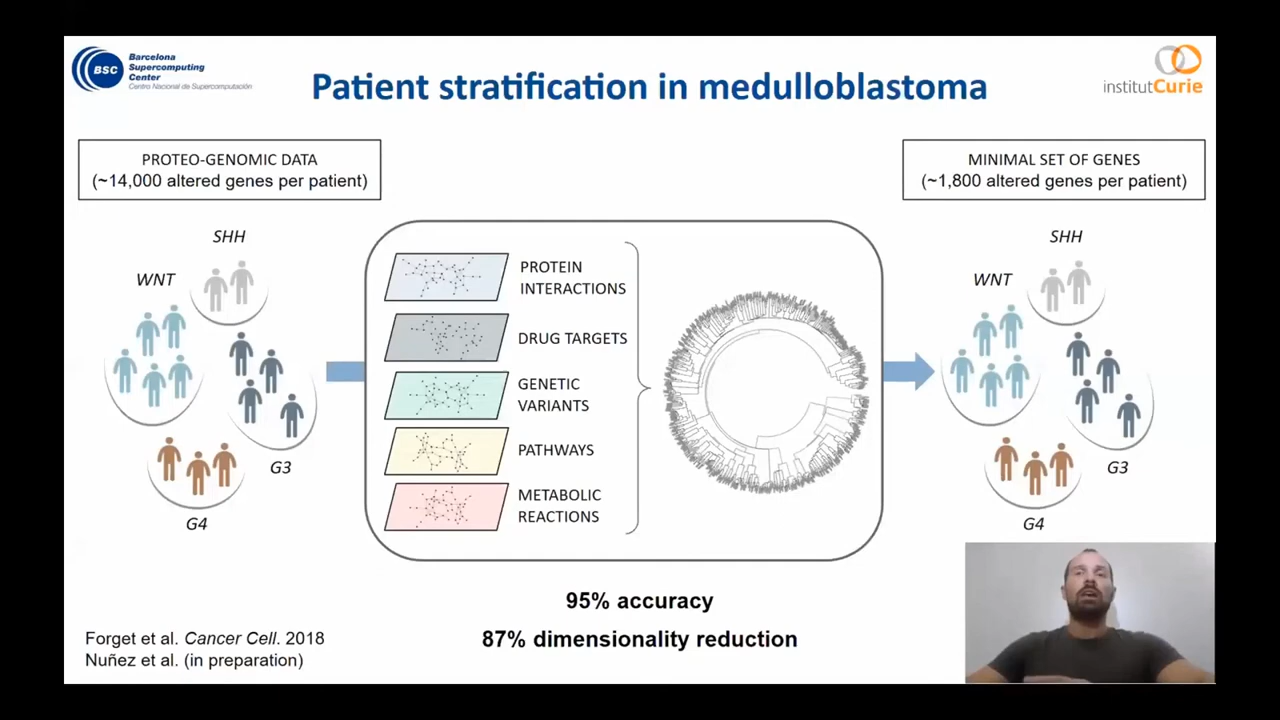 BSC
Barcelona
Supercomputing
Center
Centro Nacional de Supercomputación
Patient stratification in medulloblastoma
institutCurie
PROTEO-GENOMIC DATA
(~14,000 altered genes per patient)
MINIMAL SET OF GENES
(~1,800 altered genes per patient)
SHH
WNT
G3
G4
PROTEIN
INTERACTIONS
DRUG TARGETS
GENETIC
VARIANTS
PATHWAYS
METABOLIC
REACTIONS
SHH
WNT
G3
G4
95% accuracy
87% dimensionality reduction
Forget et al. Cancer Cell. 2018
Nuñez et al. (in preparation)